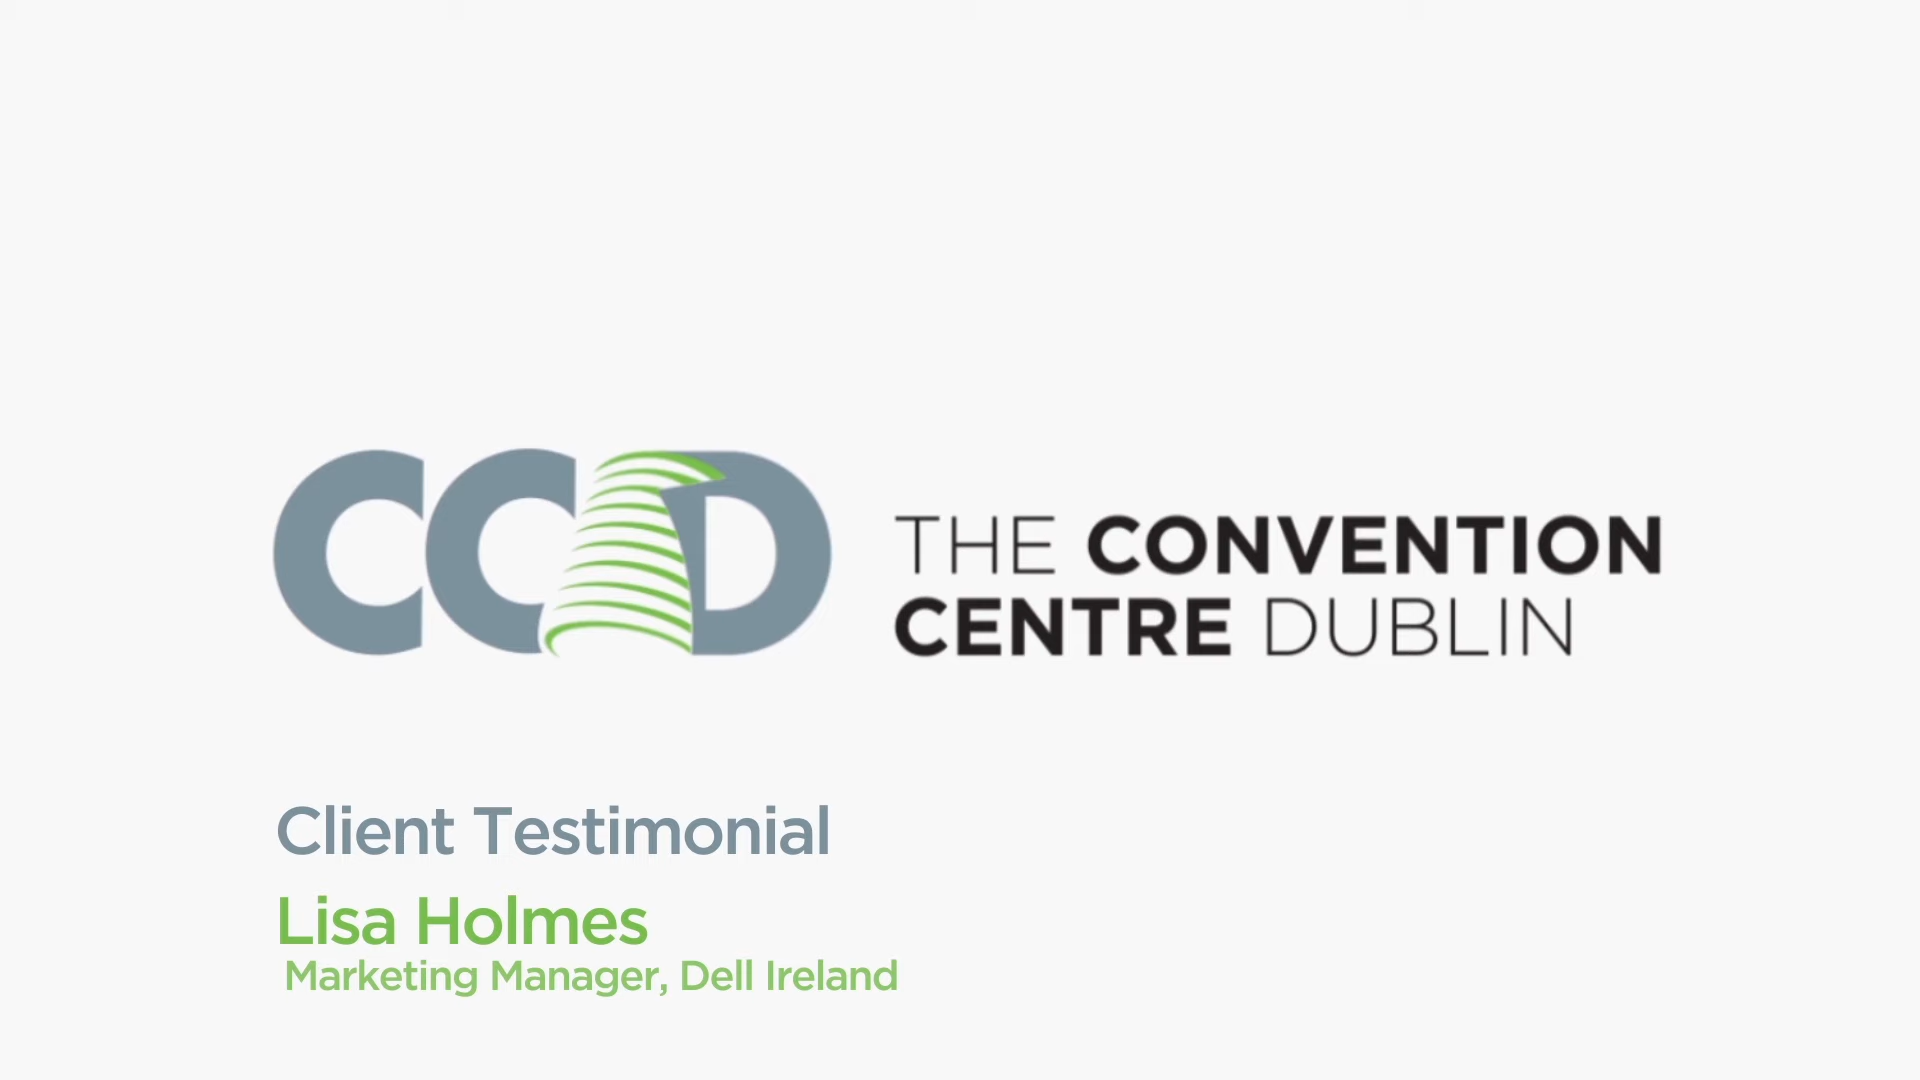 CCD
THE CONVENTION
CENTRE DUBLIN
Client Testimonial
Lisa Holmes
Marketing Manager, Dell Ireland